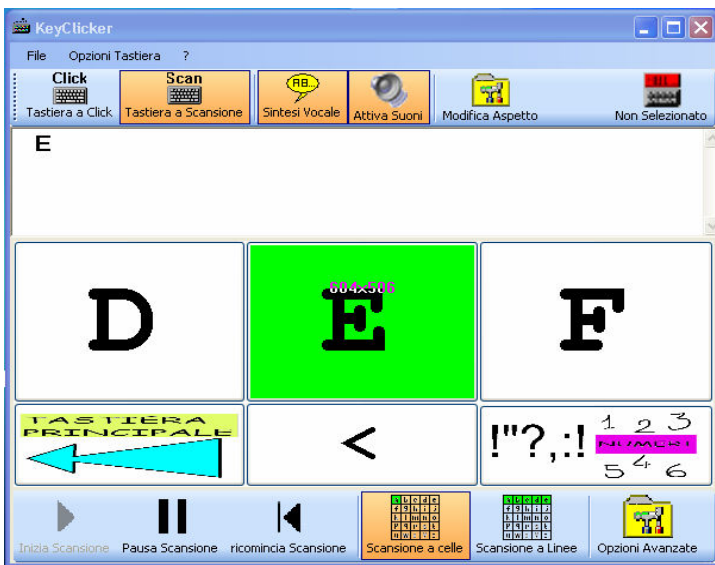 KeyClicker
File Opzioni Tastiera ?
Click Scan AB..)
Tastiera a Click Tastiera a Scansione Sintesi Vocale Attiva Suoni Modifica Aspetto Non Selezionato
E
D E F
604x506
TASTIERA
PRINCIPALE
<
!"?,:!
1 2 3
NUMERI
5 4 6
a b c d e
f g h i j
k l m n o
p q r s t
u v
a b c d e
f g h i j
k l m n o
p q r s t
u v
Inizia Scansione Pausa Scansione ricomincia Scansione Scansione a celle Scansione a Linee Opzioni Avanzate